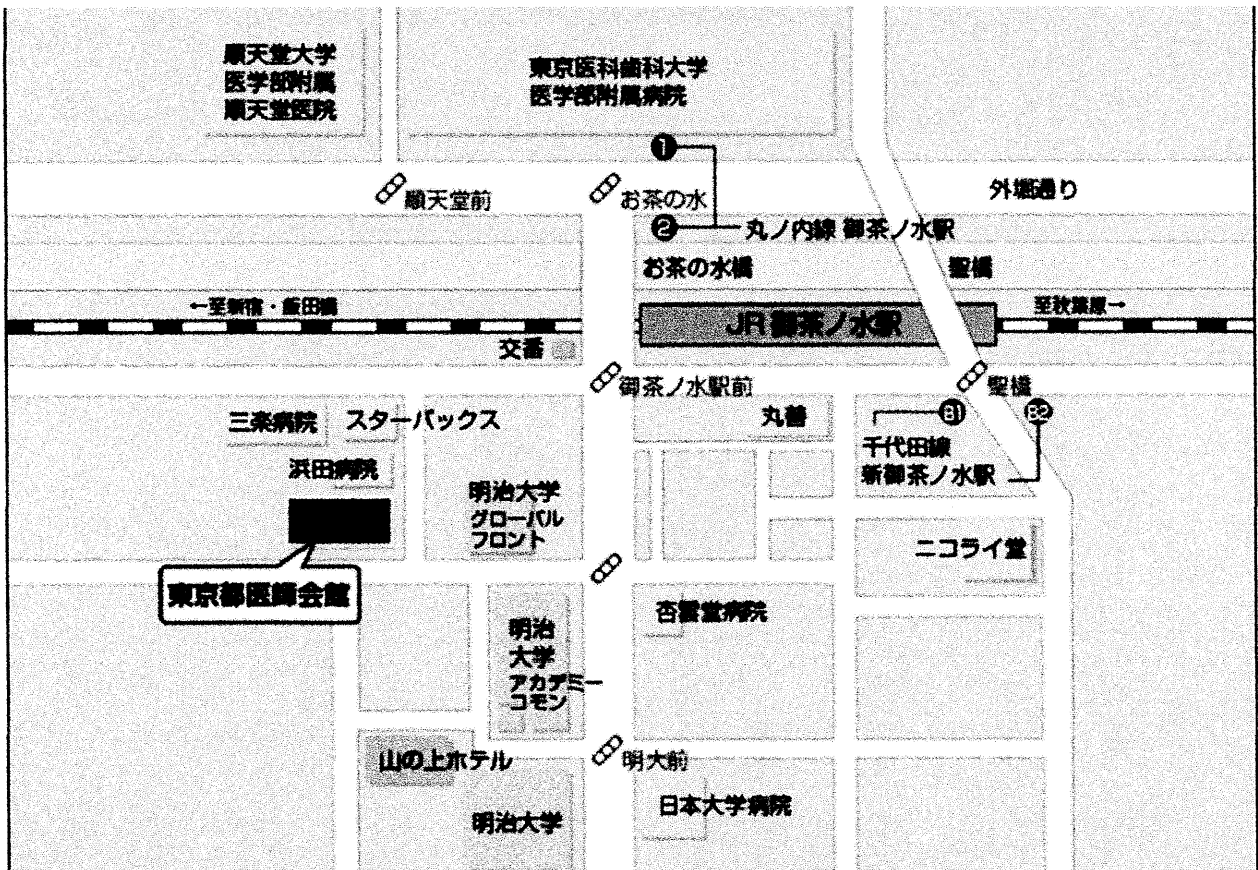 順天堂大学
医学部附属
順天堂医院
東京医科歯科大学
医学部附属病院
1
順天堂前
お茶の水
外堀通り
2
丸ノ内線 御茶ノ水駅
お茶の水橋
聖橋
←至新宿・飯田橋
JR 御茶ノ水駅
至秋葉原→
交番
御茶ノ水駅前
聖橋
三楽病院
スターバックス
丸善
B1
B2
千代田線
新御茶ノ水駅
浜田病院
明治大学
グローバル
フロント
ニコライ堂
東京都医師会館
杏雲堂病院
明治
大学
アカデミー
コモン
山の上ホテル
明大前
明治大学
日本大学病院